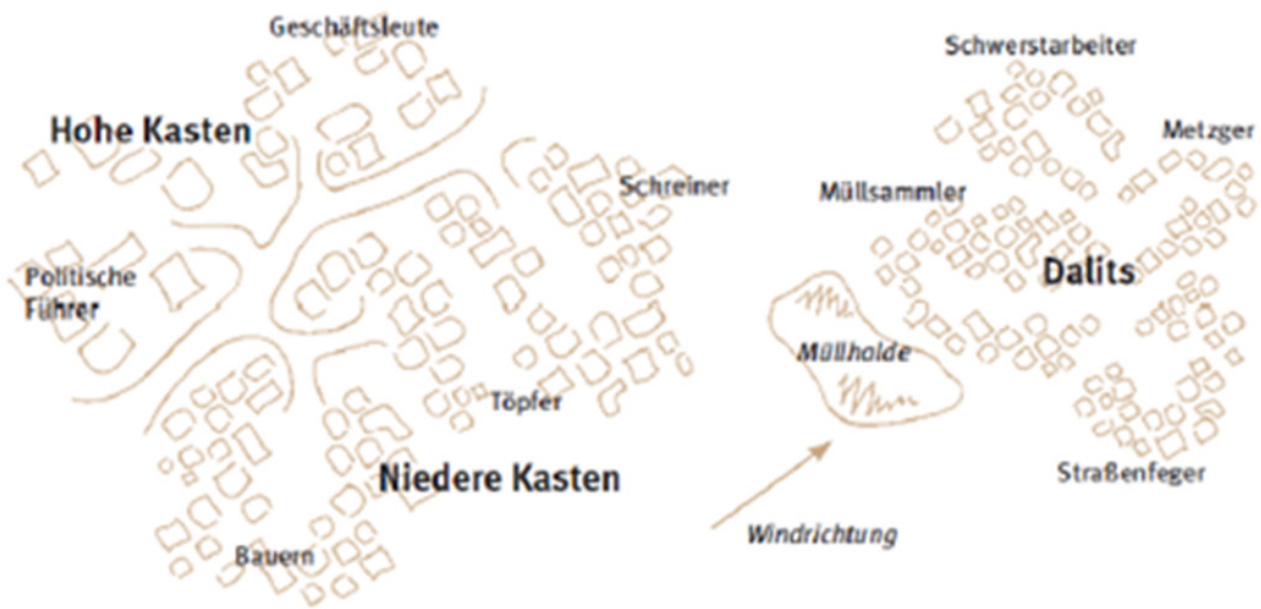 Geschäftsleute
Hohe Kasten
Politische
Führer
Schreiner
Töpfer
Niedere Kasten
Bauern
Schwerstarbeiter
Metzger
Müllsammler
Dalits
Müllhalde
Straßenfeger
Windrichtung